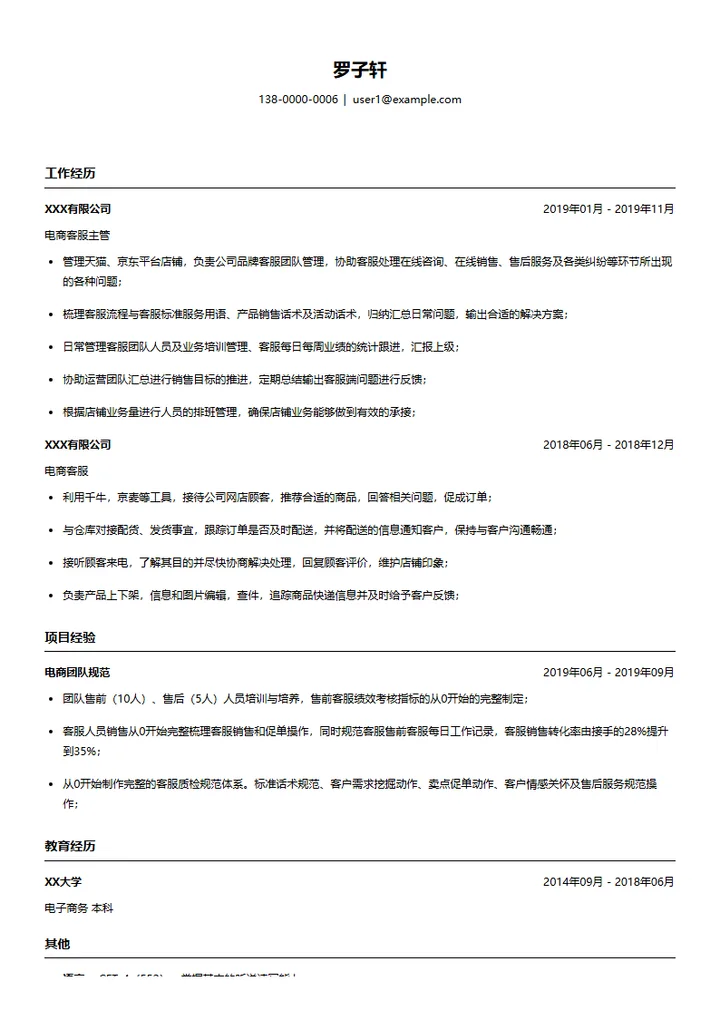 罗子轩
138-0000-0006 | user1@example.com
工作经历
XXX有限公司 2019年01月 - 2019年11月
电商客服主管
• 管理天猫、京东平台店铺，负责公司品牌客服团队管理，协助客服处理在线咨询、在线销售、售后服务及各类纠纷等环节所出现
的各种问题；
• 梳理客服流程与客服标准服务用语、产品销售话术及活动话术，归纳汇总日常问题，输出合适的解决方案；
• 日常管理客服团队人员及业务培训管理、客服每日每周业绩的统计跟进，汇报上级；
• 协助运营团队汇总进行销售目标的推进，定期总结输出客服端问题进行反馈；
• 根据店铺业务量进行人员的排班管理，确保店铺业务能够做到有效的承接；
XXX有限公司 2018年06月 - 2018年12月
电商客服
• 利用千牛，京麦等工具，接待公司网店顾客，推荐合适的商品，回答相关问题，促成订单；
• 与仓库对接配货、发货事宜，跟踪订单是否及时配送，并将配送的信息通知客户，保持与客户沟通畅通；
• 接听顾客来电，了解其目的并尽快协商解决处理，回复顾客评价，维护店铺印象；
• 负责产品上下架，信息和图片编辑，查件，追踪商品快递信息并及时给予客户反馈；
项目经验
电商团队规范 2019年06月 - 2019年09月
• 团队售前（10人）、售后（5人）人员培训与培养，售前客服绩效考核指标的从0开始的完整制定；
• 客服人员销售从0开始完整梳理客服销售和促单操作，同时规范客服售前客服每日工作记录，客服销售转化率由接手的28%提升
到35%；
• 从0开始制作完整的客服质检规范体系。标准话术规范、客户需求挖掘动作、卖点促单动作、客户情感关怀及售后服务规范操
作；
教育经历
XX大学 2014年09月 - 2018年06月
电子商务 本科
其他